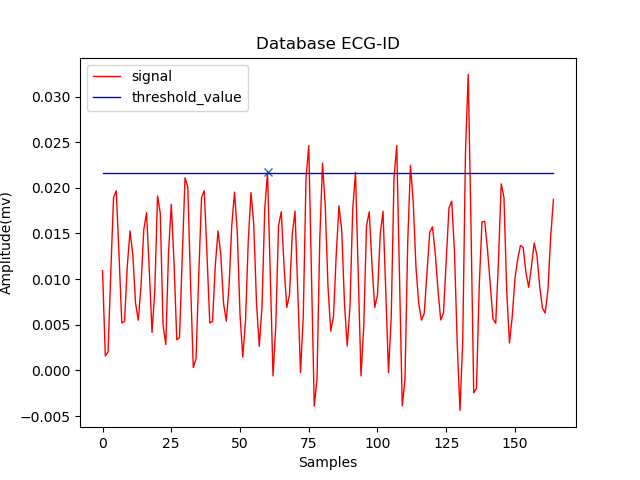 Database ECG-ID
signal
threshold_value
0.030
0.025
0.020
0.015
0.010
0.005
0.000
−0.005
Amplitude(mv)
0 25 50 75 100 125 150
Samples